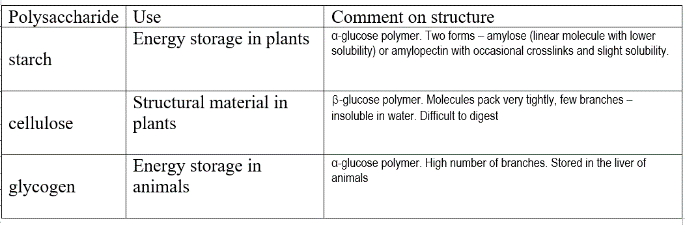 Polysaccharide Use Comment on structure
starch
Energy storage in plants
α-glucose polymer. Two forms – amylose (linear molecule with lower
solubility) or amylopectin with occasional crosslinks and slight solubility.
cellulose
Structural material in
plants
β-glucose polymer. Molecules pack very tightly, few branches –
insoluble in water. Difficult to digest
glycogen
Energy storage in
animals
α-glucose polymer. High number of branches. Stored in the liver of
animals